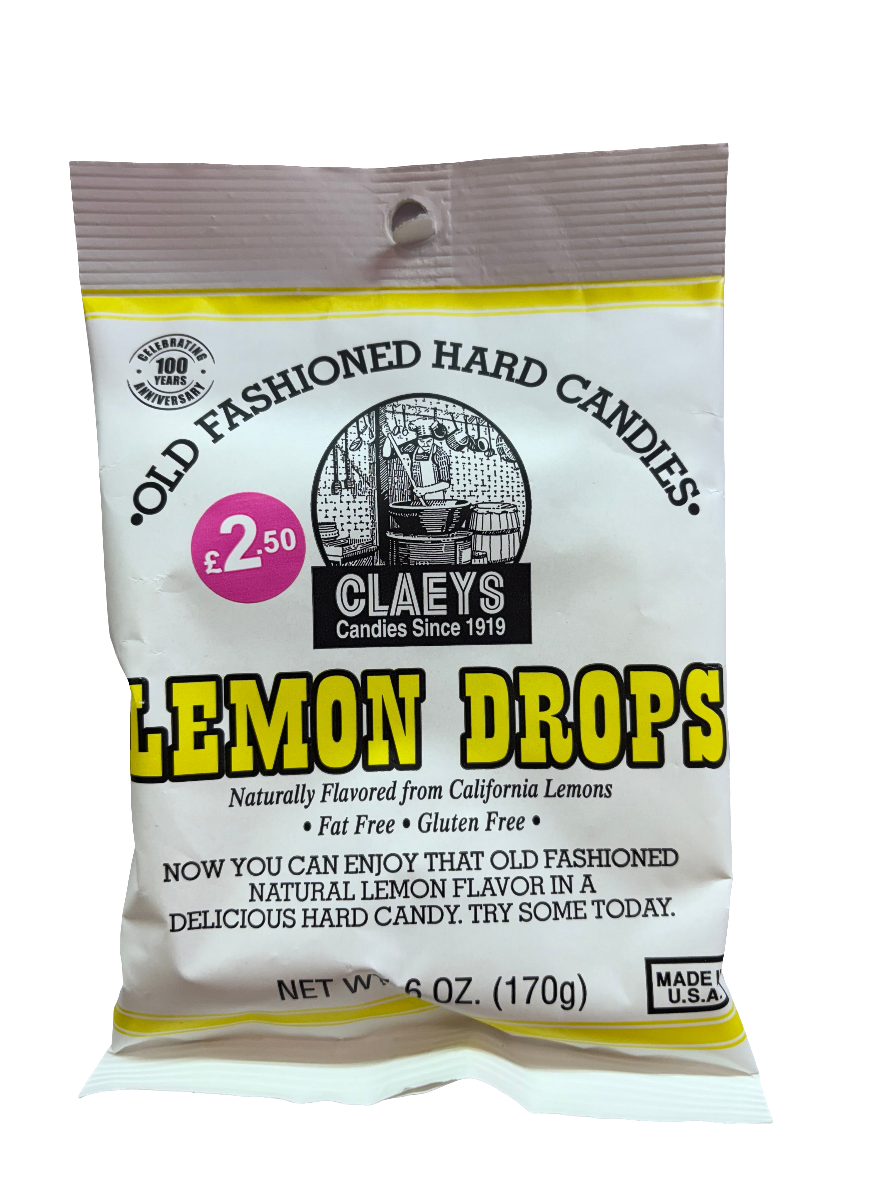 CELEBRATING
100
YEARS
ANNIVERSARY
•OLD FASHIONED HARD CANDIES•
£2.50
CLAEYS
Candies Since 1919
LEMON DROPS
Naturally Flavored from California Lemons
• Fat Free • Gluten Free •
NOW YOU CAN ENJOY THAT OLD FASHIONED
NATURAL LEMON FLAVOR IN A
DELICIOUS HARD CANDY. TRY SOME TODAY.
NET WT. 6 OZ. (170g)
MADE I
U.S.A.